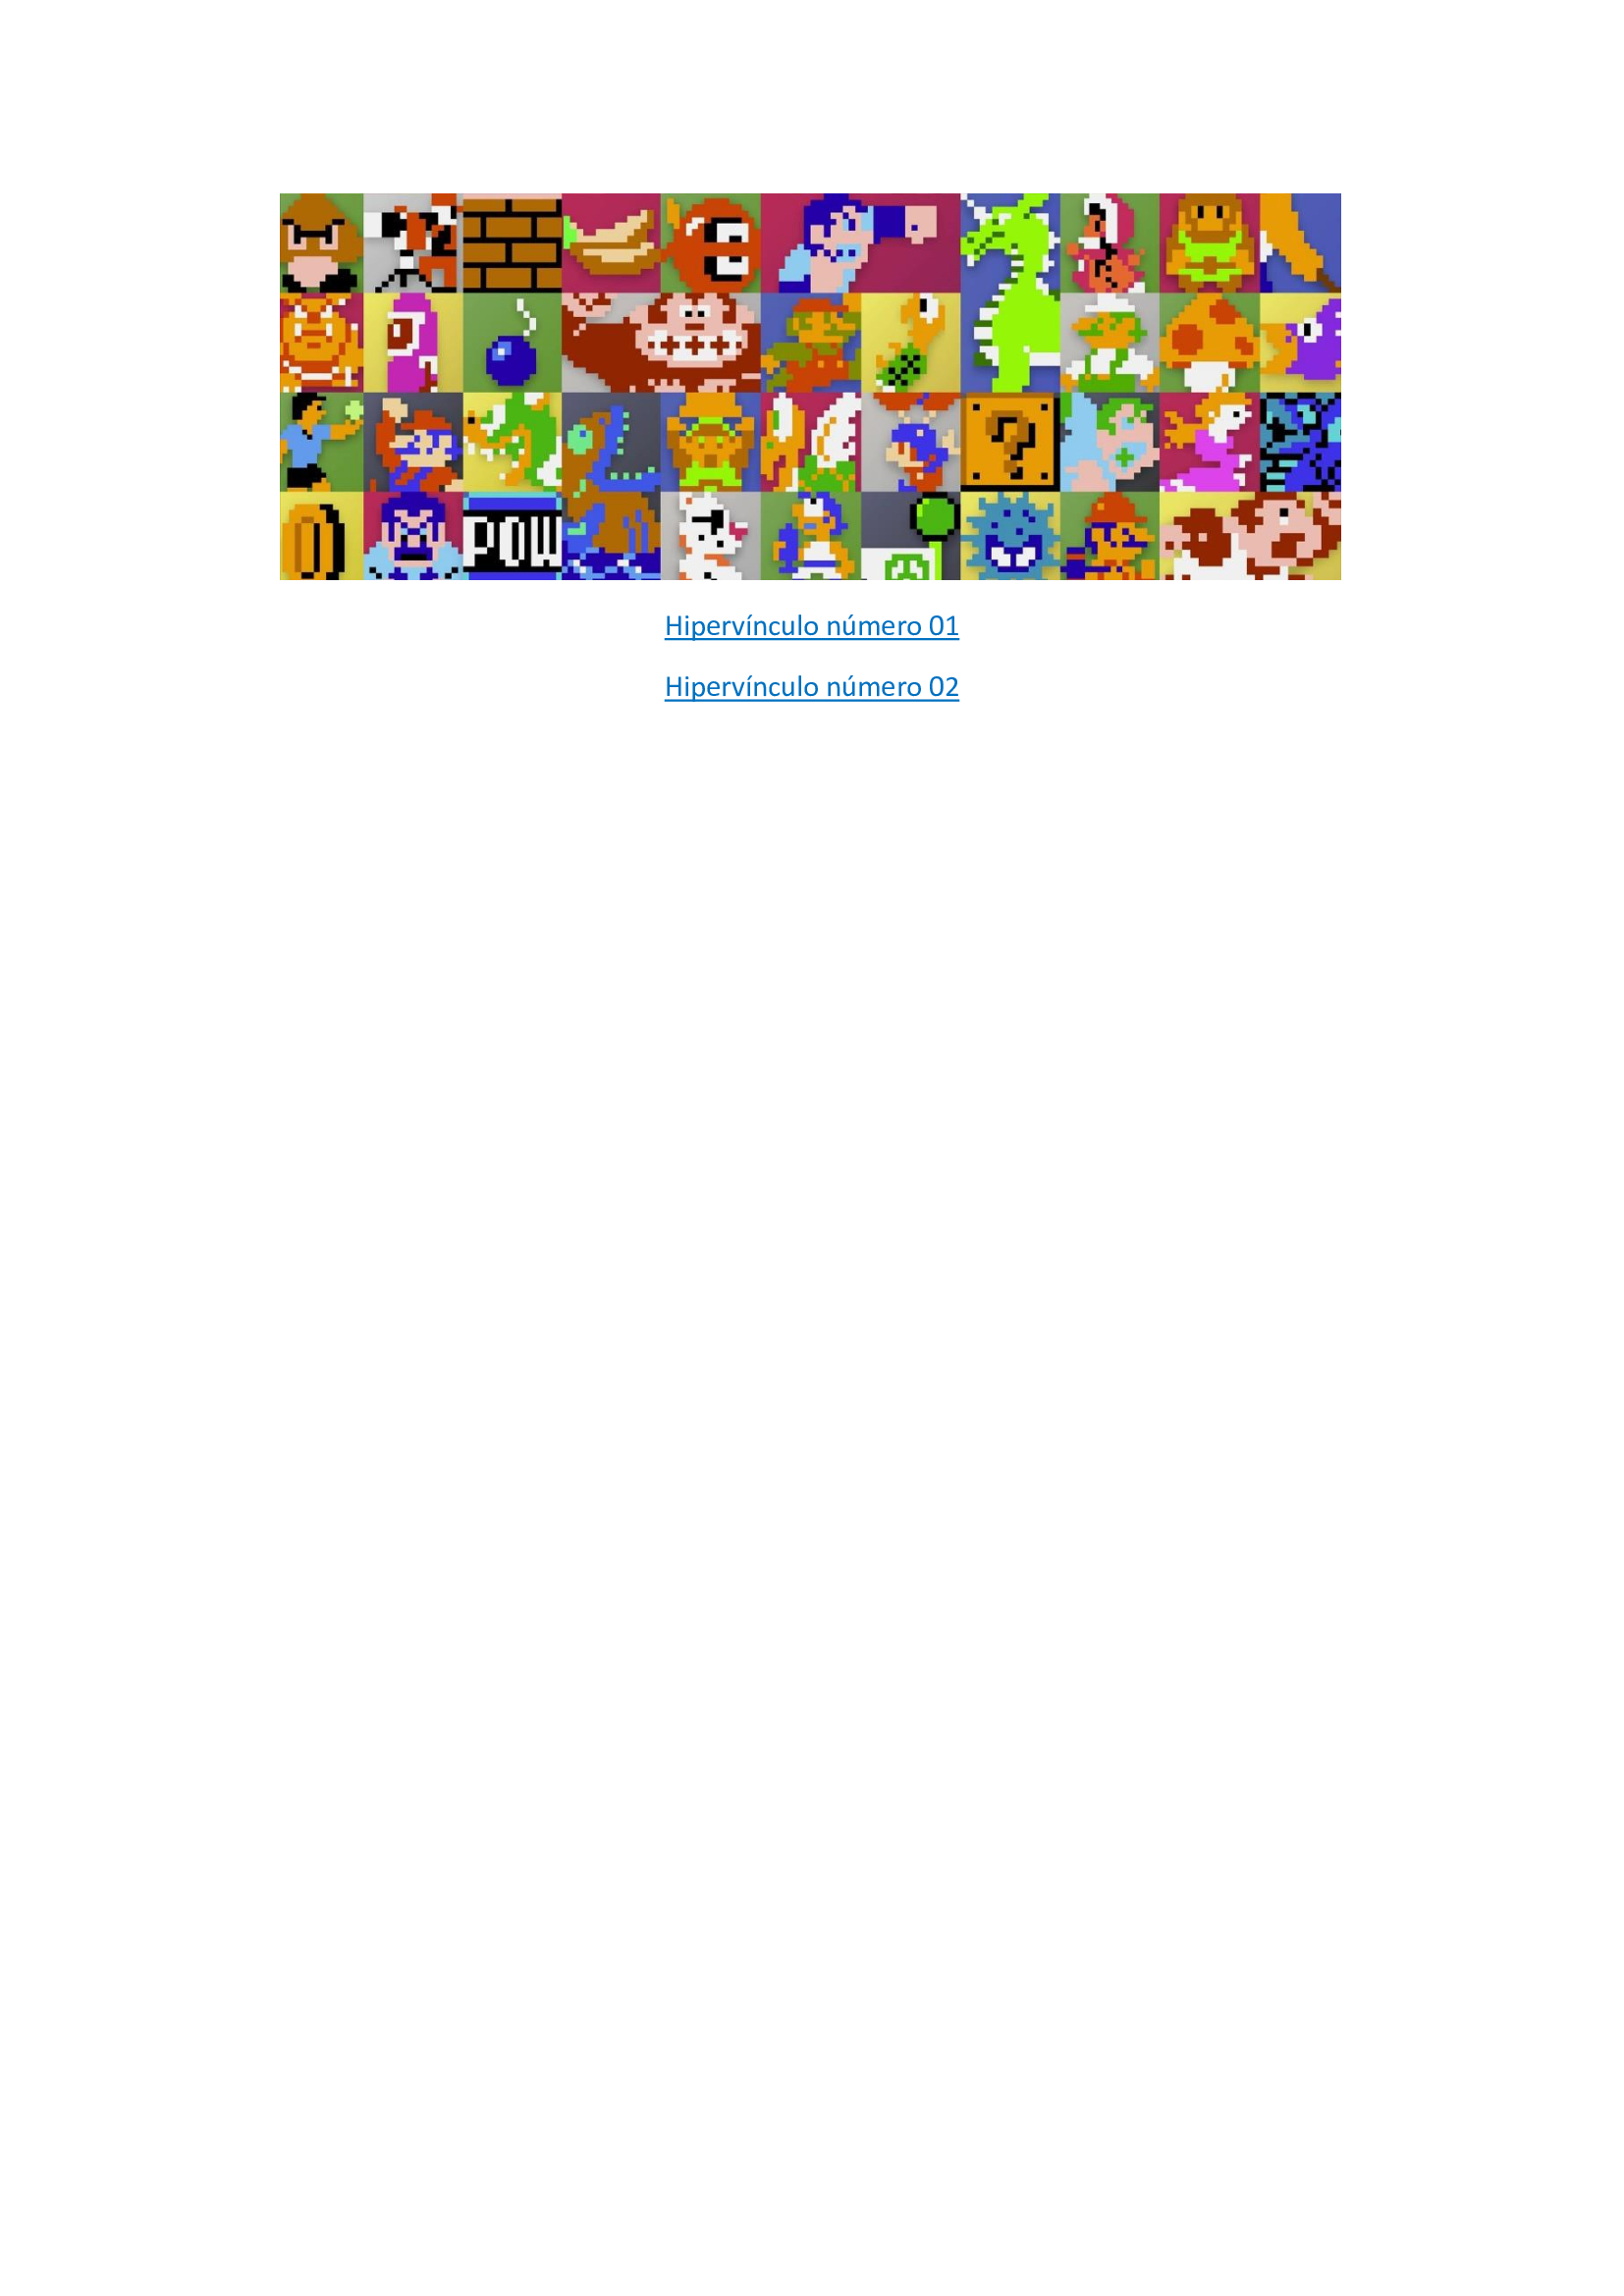 ?
POW
Hipervínculo número 01
Hipervínculo número 02